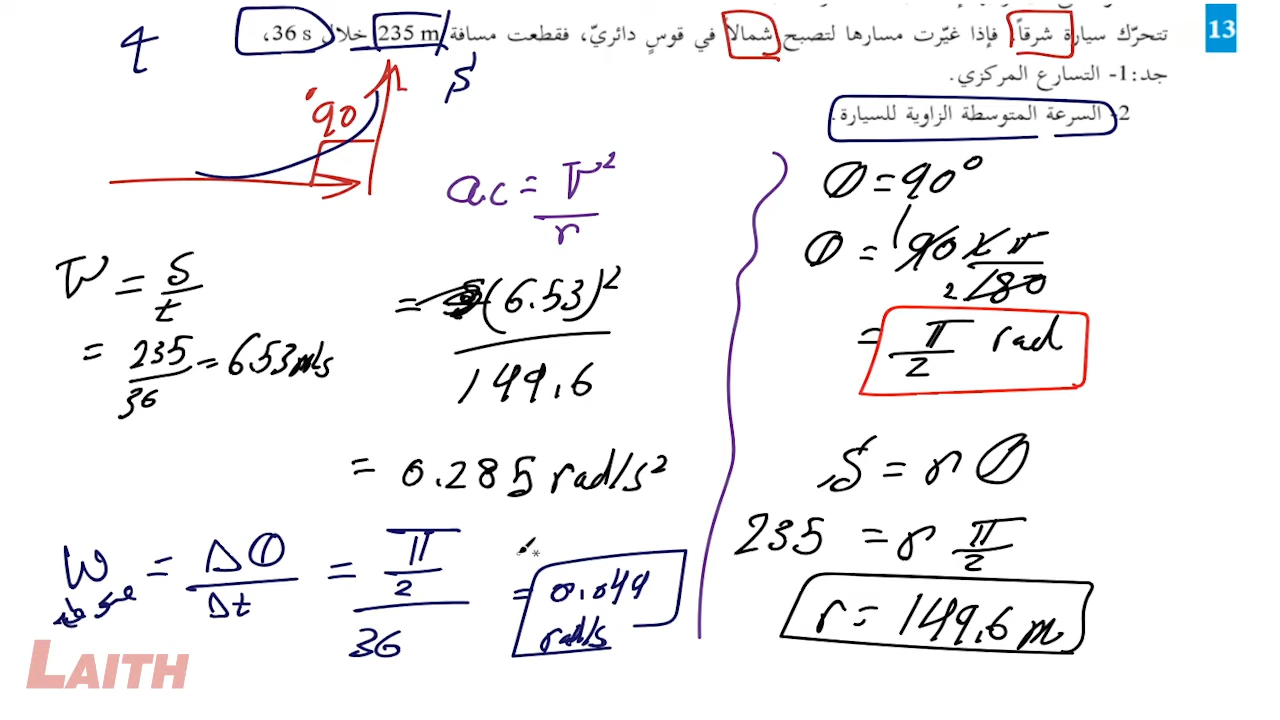 13 تتحرّك سيارة شرقاً فإذا غيّرت مسارها لتصبح شمالاً في قوسٍ دائريّ، فقطعت مسافة 235 m خلال 36 s،
جد: 1- التسارع المركزي.
2- السرعة المتوسطة الزاوية للسيارة.
t
S
90°
ac = v²/r
v = S/t
= 235/36 = 6.53 m/s
= (6.53)²/149.6
= 0.285 rad/s²
θ = 90°
θ = 90 × π/180
1
2
= π/2 rad
S = r θ
235 = r π/2
r = 149.6 m
ω = Δθ/Δt = π/2/36 = 0.044 rad/s
LAITH